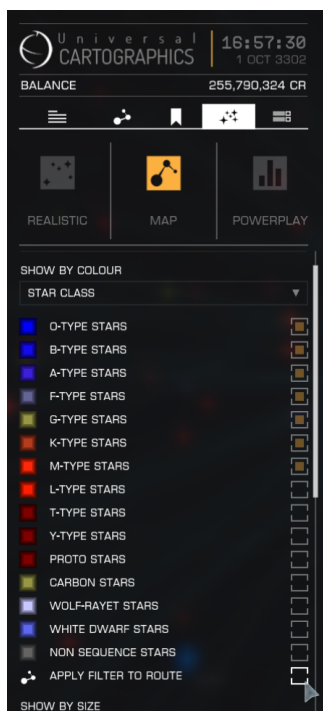 Universal
CARTOGRAPHICS
16:57:30
1 OCT 3302
BALANCE 255,790,324 CR
REALISTIC MAP POWERPLAY
SHOW BY COLOUR
STAR CLASS
O-TYPE STARS
B-TYPE STARS
A-TYPE STARS
F-TYPE STARS
G-TYPE STARS
K-TYPE STARS
M-TYPE STARS
L-TYPE STARS
T-TYPE STARS
Y-TYPE STARS
PROTO STARS
CARBON STARS
WOLF-RAYET STARS
WHITE DWARF STARS
NON SEQUENCE STARS
APPLY FILTER TO ROUTE
SHOW BY SIZE